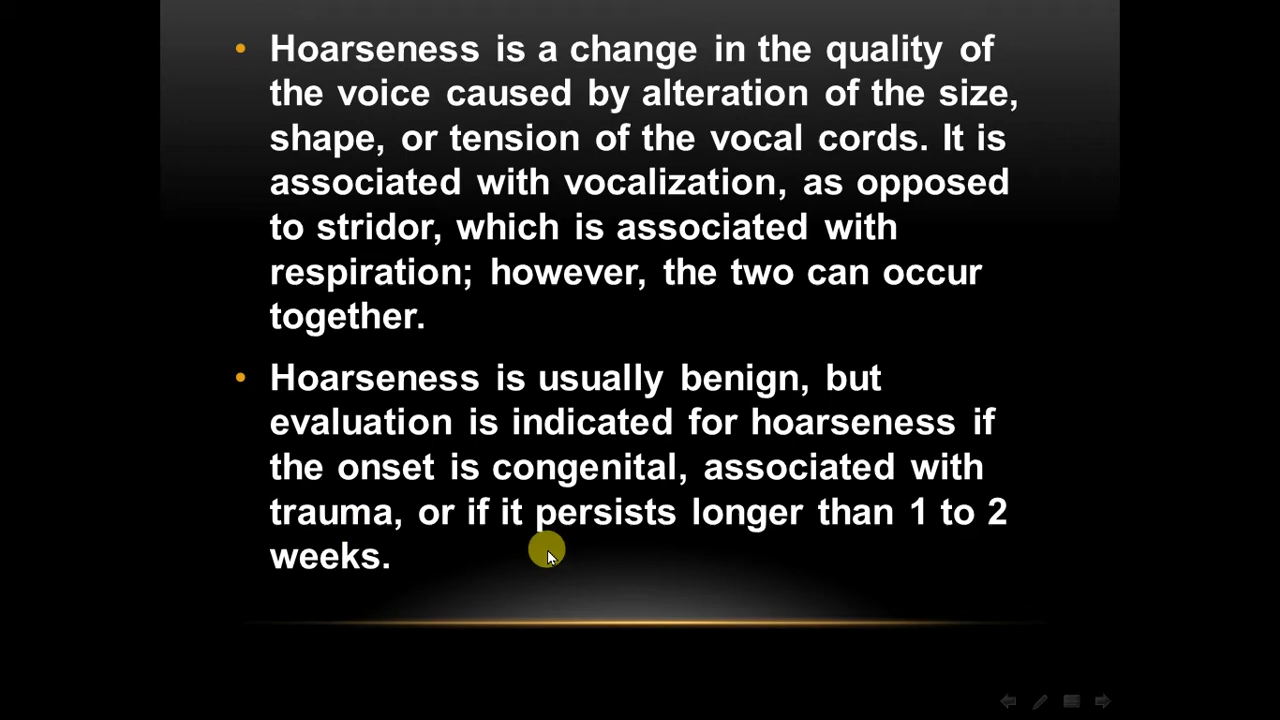 • Hoarseness is a change in the quality of
the voice caused by alteration of the size,
shape, or tension of the vocal cords. It is
associated with vocalization, as opposed
to stridor, which is associated with
respiration; however, the two can occur
together.
• Hoarseness is usually benign, but
evaluation is indicated for hoarseness if
the onset is congenital, associated with
trauma, or if it persists longer than 1 to 2
weeks.